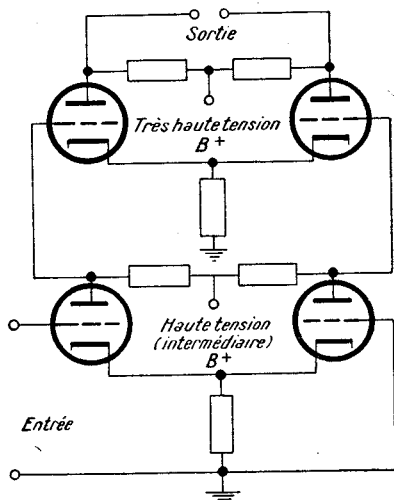 Sortie
Très haute tension
B+
Haute tension
(intermédiaire)
B+
Entrée